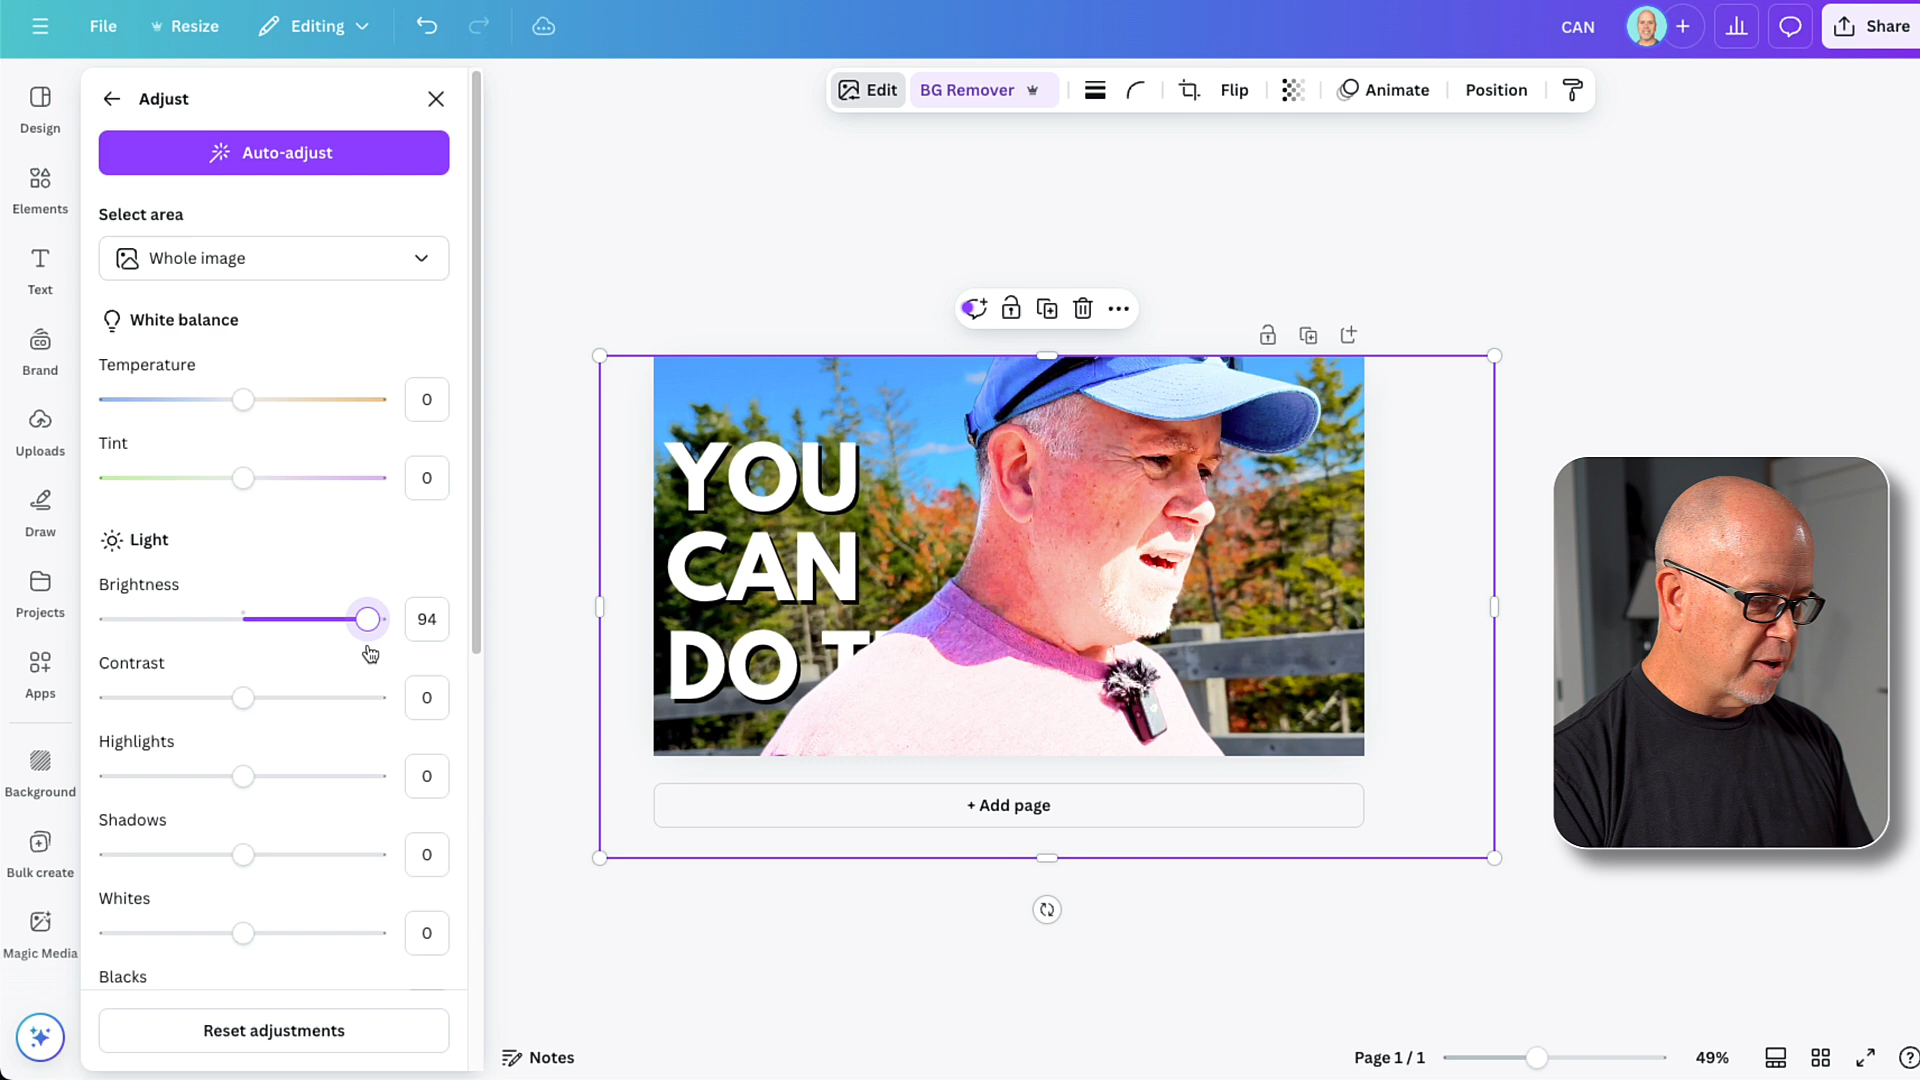 File
Resize
Editing
CAN
Share
Design
Elements
Text
Brand
Uploads
Draw
Projects
Apps
Background
Bulk create
Magic Media
Adjust
Auto-adjust
Select area
Whole image
White balance
Temperature
0
Tint
0
Light
Brightness
94
Contrast
0
Highlights
0
Shadows
0
Whites
0
Blacks
Reset adjustments
Edit
BG Remover
Flip
Animate
Position
YOU
CAN
DO T
+ Add page
Notes
Page 1 / 1
49%